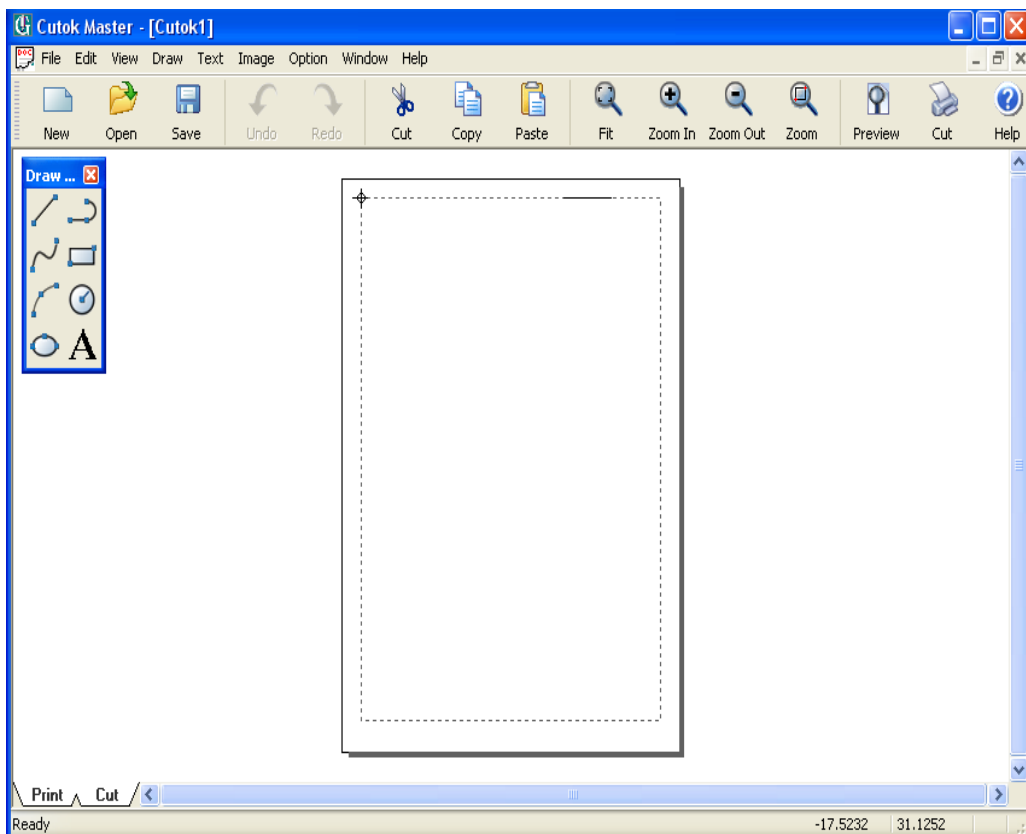 Cutok Master - [Cutok1]
DOC File Edit View Draw Text Image Option Window Help
New Open Save Undo Redo Cut Copy Paste Fit Zoom In Zoom Out Zoom Preview Cut Help
Draw ...
A
Print Cut
Ready -17.5232 31.1252